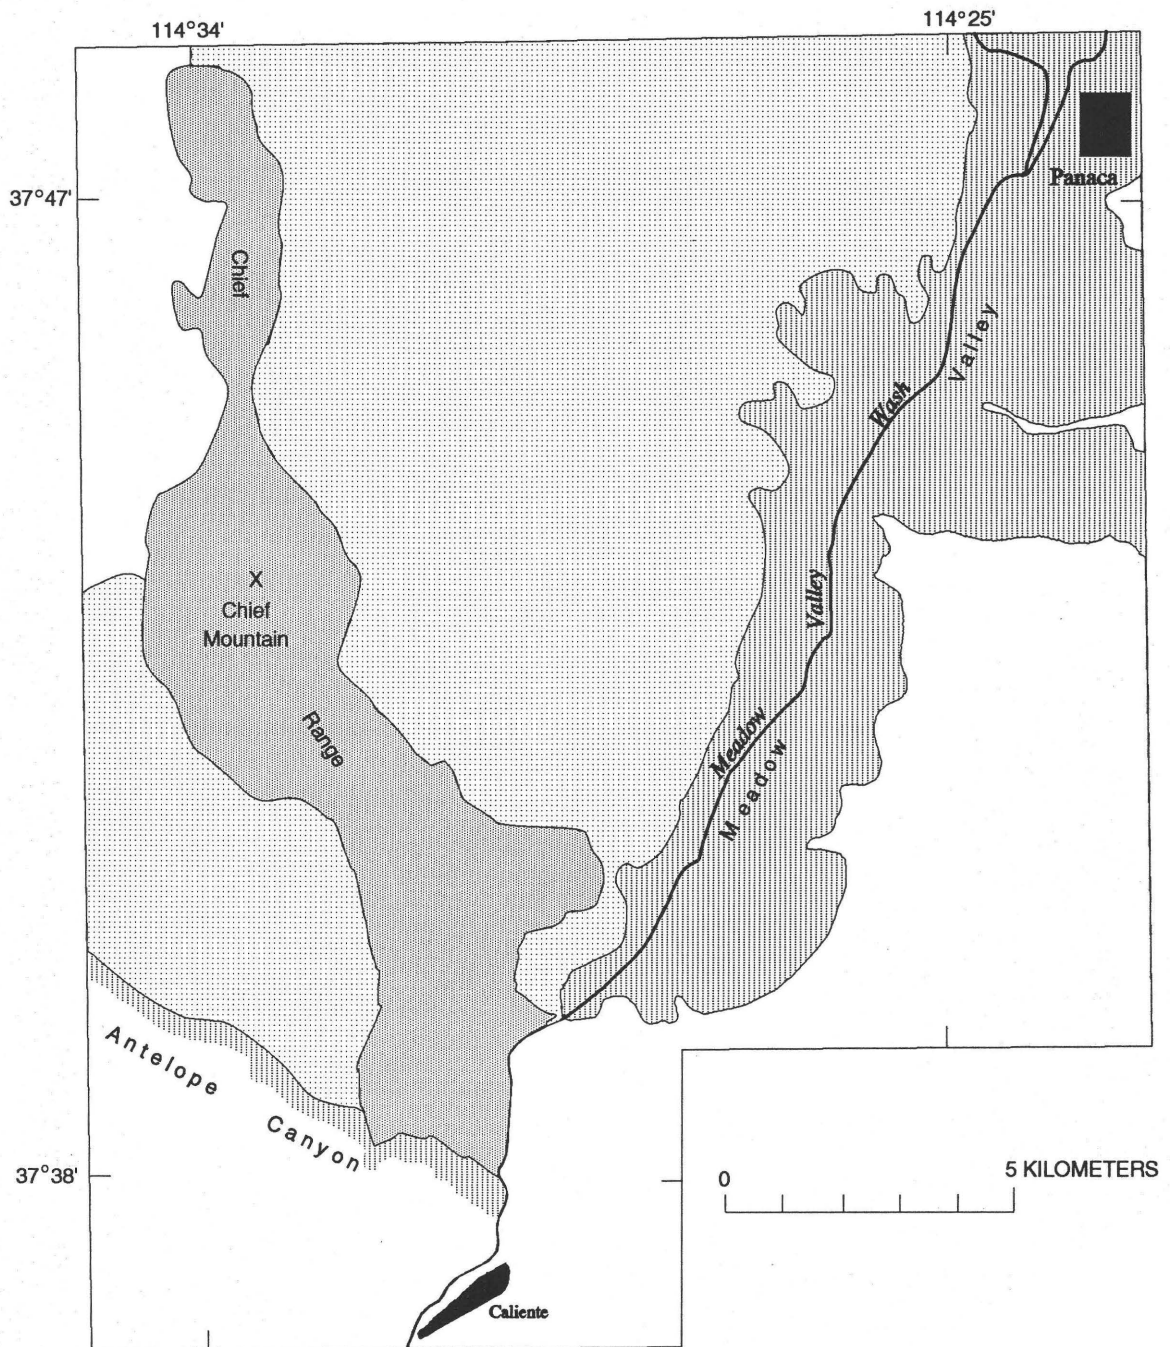 114°34'
114°25'
37°47'
Panaca
Chief
Valley
Wash
X
Chief
Mountain
Valley
Range
Meadow
Meadow
Antelope
Canyon
37°38'
0
5 KILOMETERS
Caliente